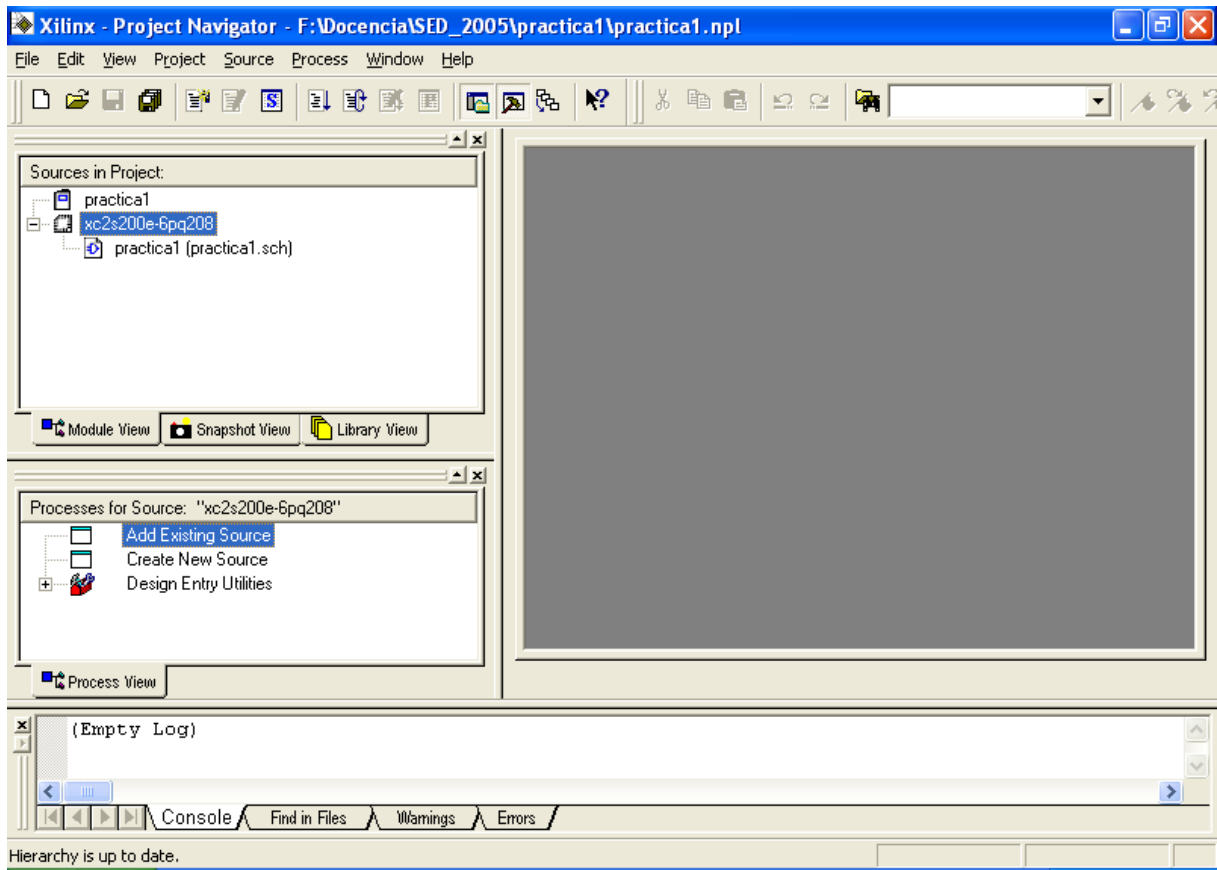 Xilinx - Project Navigator - F:\Docencia\SED_2005\practica1\practica1.npl
File Edit View Project Source Process Window Help
Sources in Project:
practica1
xc2s200e-6pq208
practica1 (practica1.sch)
Module View Snapshot View Library View
Processes for Source: "xc2s200e-6pq208"
Add Existing Source
Create New Source
Design Entry Utilities
Process View
(Empty Log)
Console Find in Files Warnings Errors
Hierarchy is up to date.